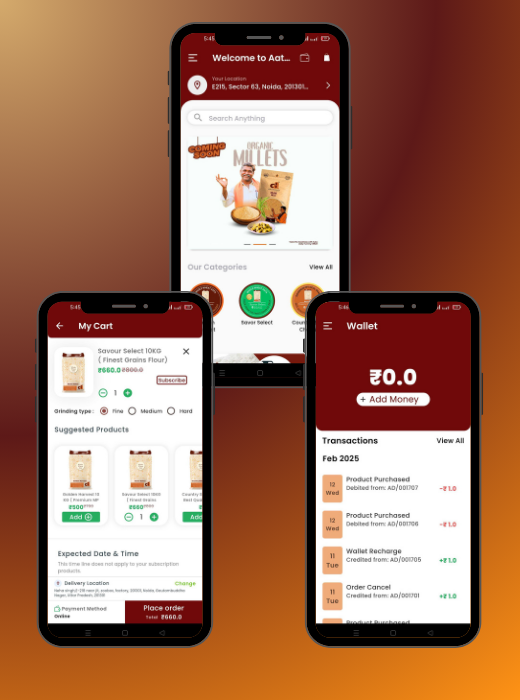 5:45
Welcome to Aat...
Your Location
E215, Sector 63, Noida, 201301...
Search Anything
COMING
SOON
ORGANIC
MILLETS
Our Categories
View All
Savor Select
5:45
My Cart
Savour Select 10KG
( Finest Grains Flour)
₹660.0 ₹800.0
Subscribe
1
Grinding type : Fine Medium Hard
Suggested Products
Golden Harvest 10
KG ( Premium MP
₹500
Add
Savour Select 10KG
( Finest Grains
₹660
1
Country
₹
Add
Expected Date & Time
This time line does not apply to your subscription
products.
Delivery Location
Change
Payment Method
Online
Place order
Total ₹660.0
5:46
Wallet
₹0.0
+ Add Money
Transactions
View All
Feb 2025
12
Wed
Product Purchased
Debited from: AD/001707
-₹ 1.0
12
Wed
Product Purchased
Debited from: AD/001706
-₹ 1.0
11
Tue
Wallet Recharge
Credited from: AD/001705
+₹ 1.0
11
Tue
Order Cancel
Credited from: AD/001701
+₹ 1.0
Product Purchased